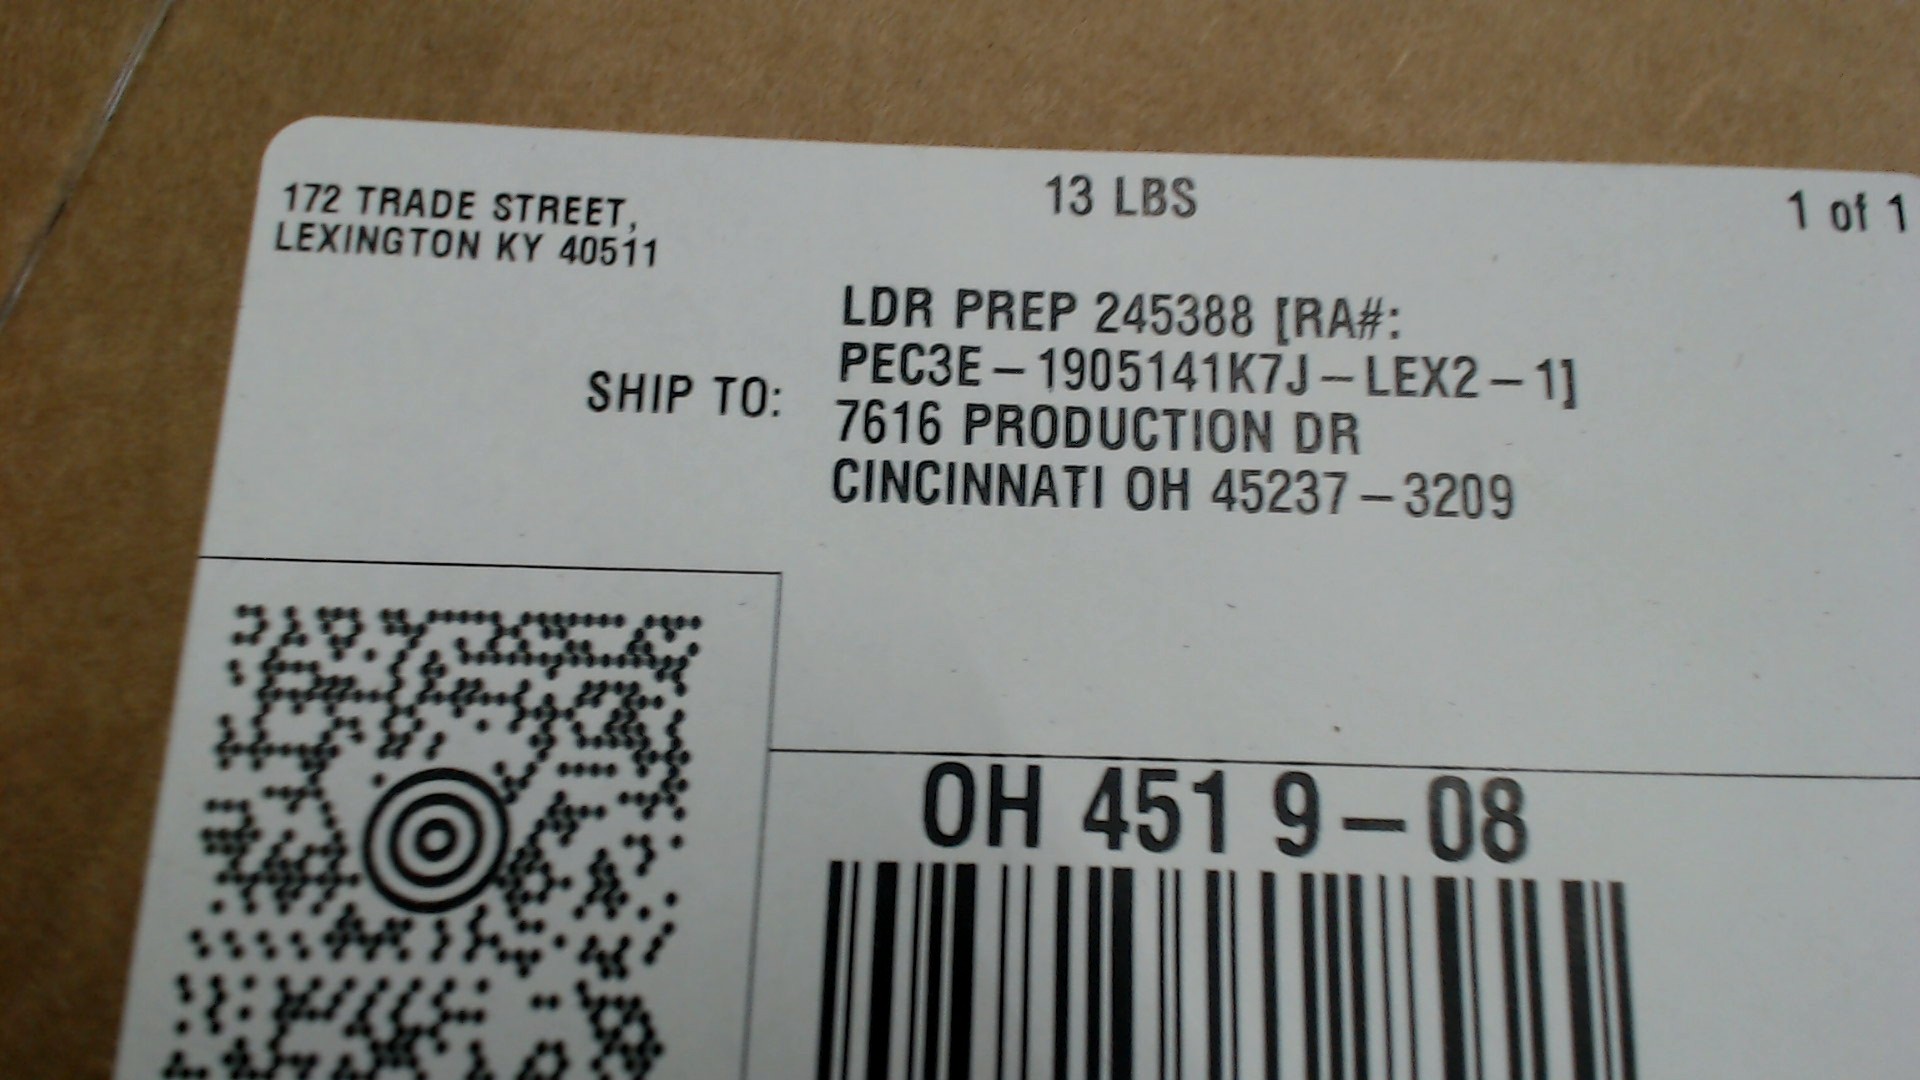 172 TRADE STREET,
LEXINGTON KY 40511
13 LBS
1 of 1
SHIP TO:
LDR PREP 245388 [RA#:
PEC3E-1905141K7J-LEX2-1]
7616 PRODUCTION DR
CINCINNATI OH 45237-3209
OH 451 9-08